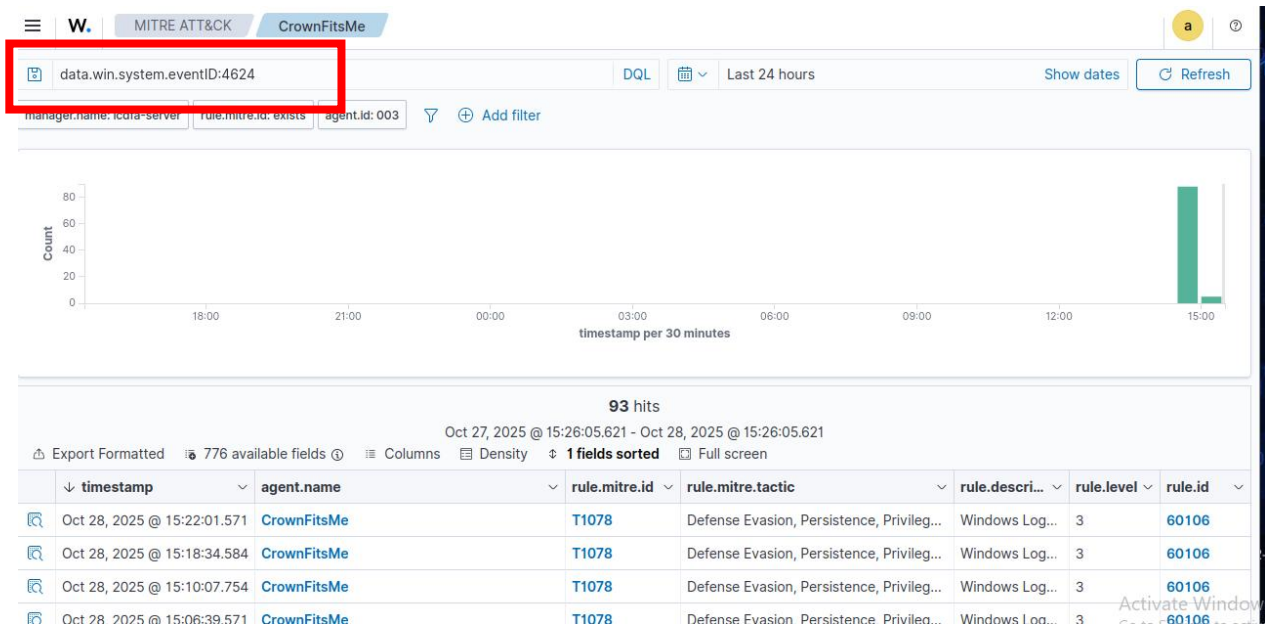 W. MITRE ATT&CK CrownFitsMe a
data.win.system.eventID:4624 DQL Last 24 hours Show dates Refresh
manager.name: icdfa-server rule.mitre.id: exists agent.id: 003 Add filter
80
60
40
20
0
Count
18:00 21:00 00:00 03:00 06:00 09:00 12:00 15:00
timestamp per 30 minutes
93 hits
Oct 27, 2025 @ 15:26:05.621 - Oct 28, 2025 @ 15:26:05.621
Export Formatted 776 available fields Columns Density 1 fields sorted Full screen
timestamp agent.name rule.mitre.id rule.mitre.tactic rule.descri... rule.level rule.id
Oct 28, 2025 @ 15:22:01.571 CrownFitsMe T1078 Defense Evasion, Persistence, Privileg... Windows Log... 3 60106
Oct 28, 2025 @ 15:18:34.584 CrownFitsMe T1078 Defense Evasion, Persistence, Privileg... Windows Log... 3 60106
Oct 28, 2025 @ 15:10:07.754 CrownFitsMe T1078 Defense Evasion, Persistence, Privileg... Windows Log... 3 60106
Activate Window
Oct 28, 2025 @ 15:06:39.571 CrownFitsMe T1078 Defense Evasion, Persistence, Privileg... Windows Log... 3 60106